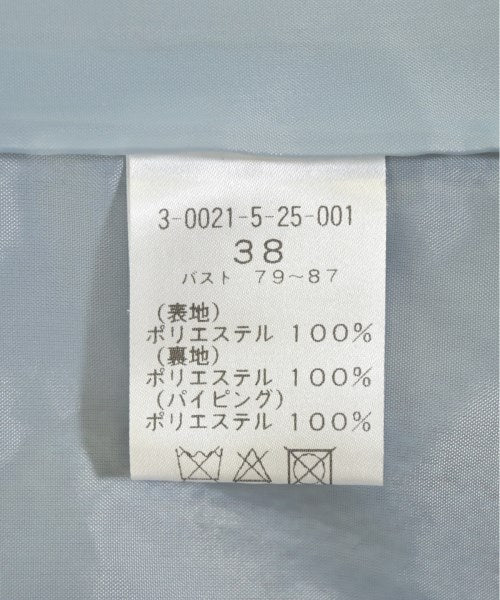 3-0021-5-25-001
38
バスト 79～87
(表地)
ポリエステル 100%
(裏地)
ポリエステル 100%
(パイピング)
ポリエステル 100%